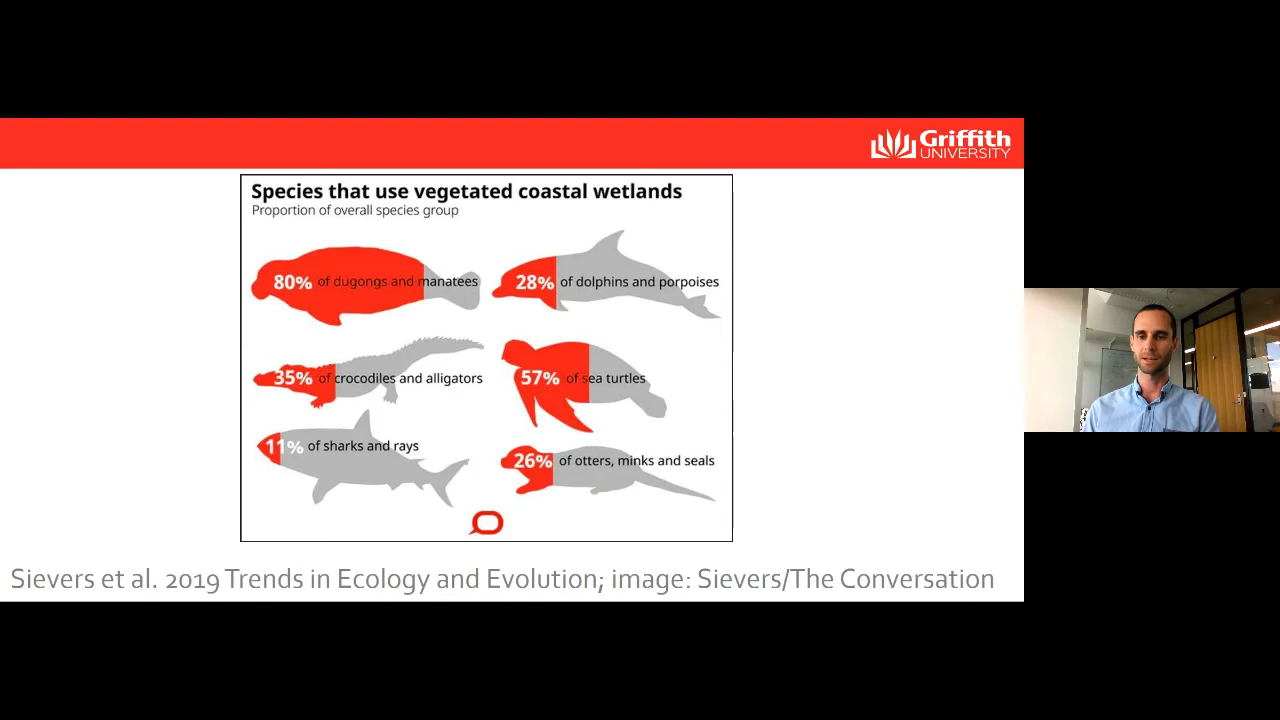 Griffith
UNIVERSITY
Species that use vegetated coastal wetlands
Proportion of overall species group
80% of dugongs and manatees
28% of dolphins and porpoises
35% of crocodiles and alligators
57% of sea turtles
11% of sharks and rays
26% of otters, minks and seals
Sievers et al. 2019 Trends in Ecology and Evolution; image: Sievers/The Conversation